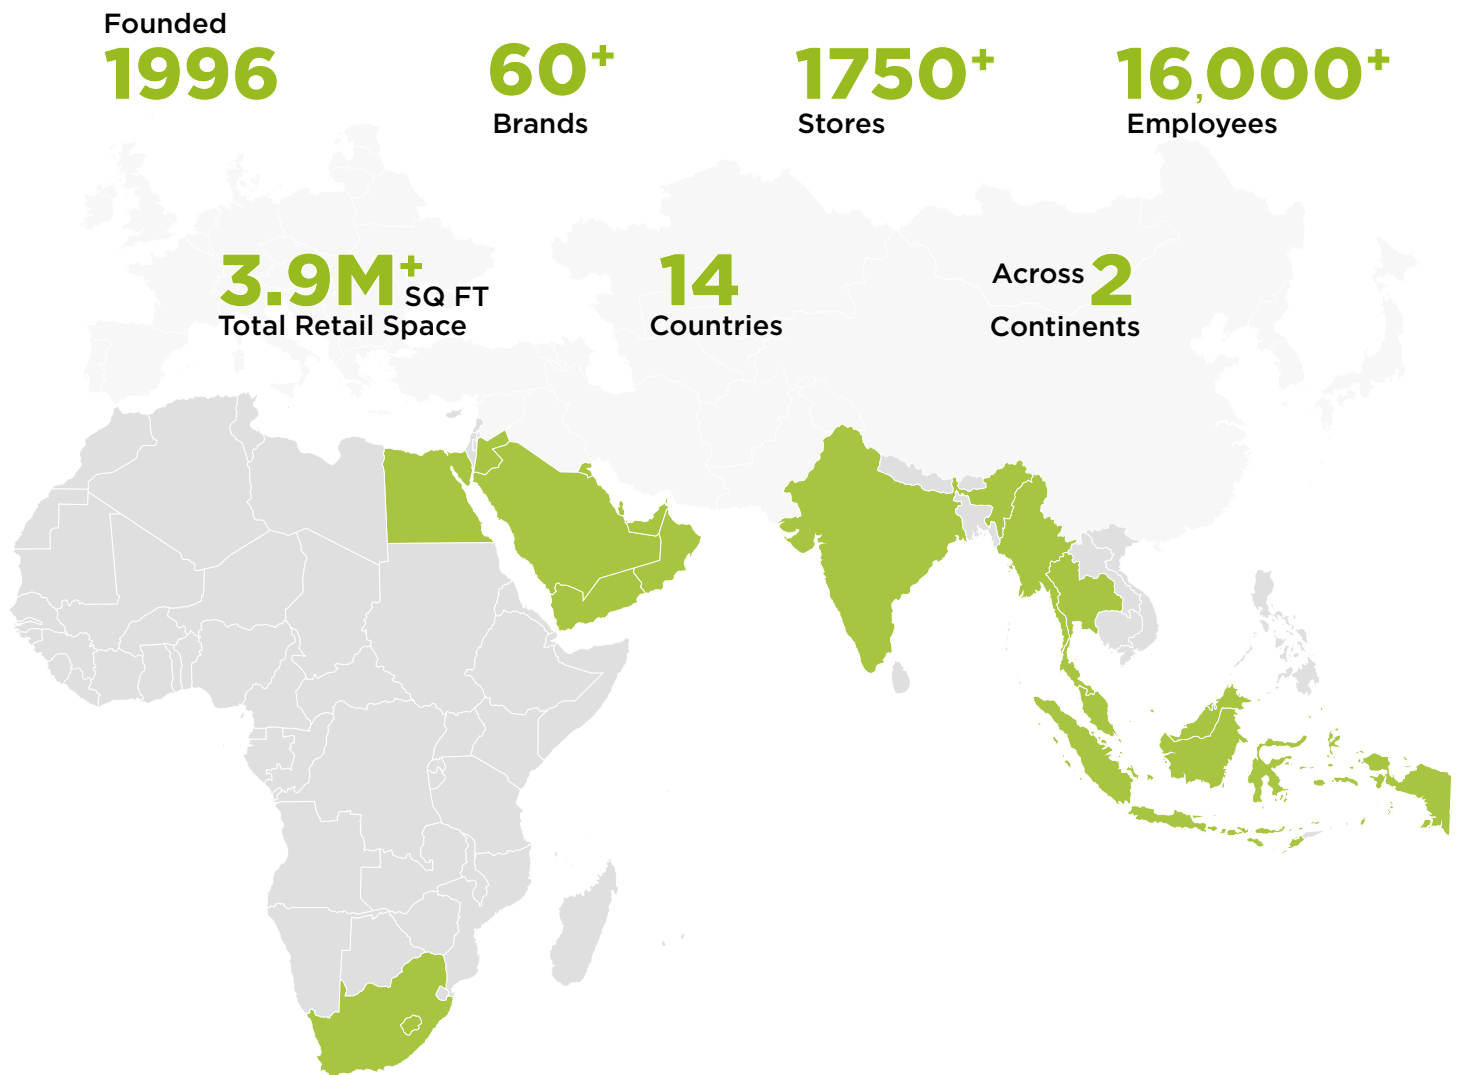 Founded
1996
60+
Brands
1750+
Stores
16,000+
Employees
3.9M+ SQ FT
Total Retail Space
14
Countries
Across 2
Continents